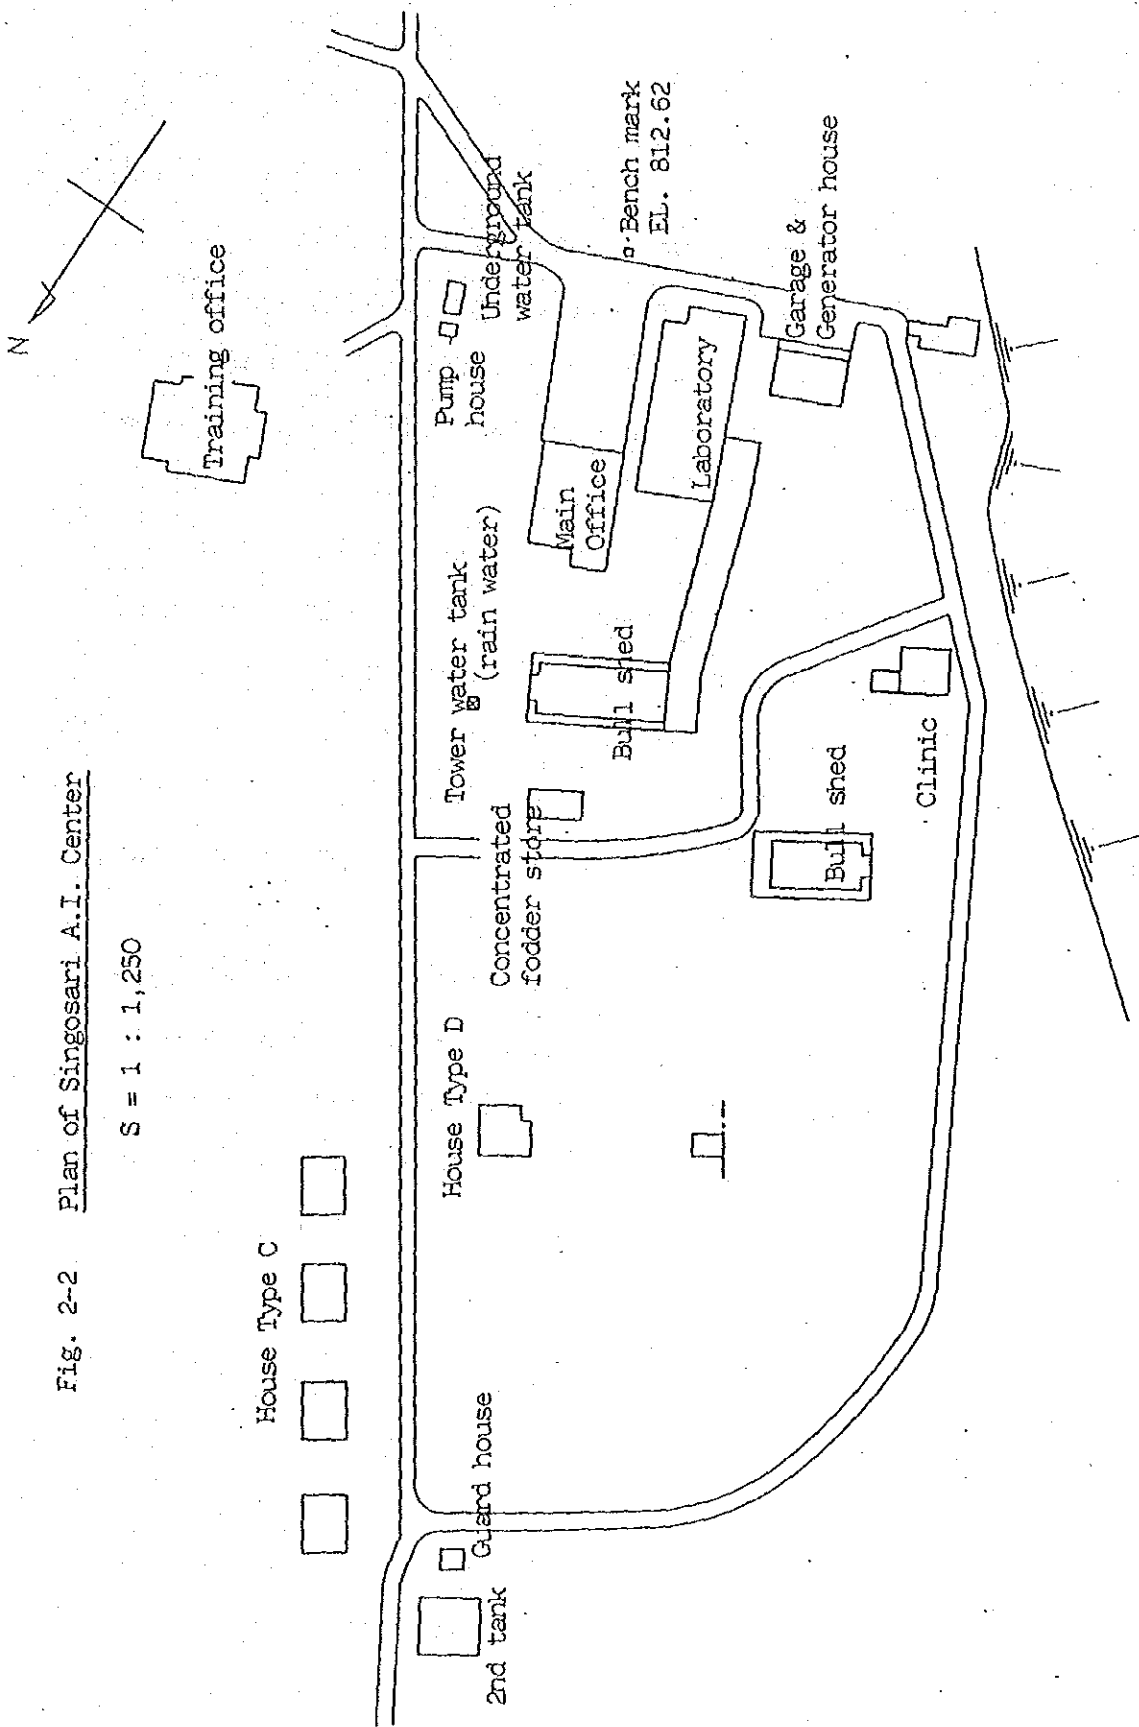 Fig. 2-2 Plan of Singosari A.I. Center
S = 1 : 1,250
N
Training office
House Type C
Pump
house
Underground
water tank
Bench mark
EL. 812.62
Tower water tank
(rain water)
Main
Office
Laboratory
Garage &
Generator house
Concentrated
fodder store
Bull shed
Bull shed
Clinic
House Type D
Guard house
2nd tank